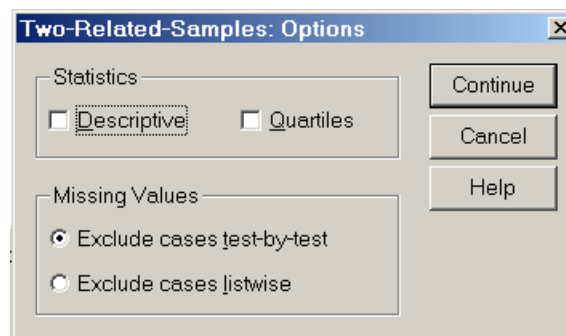 Two-Related-Samples: Options
Statistics
Descriptive
Quartiles
Missing Values
Exclude cases test-by-test
Exclude cases listwise
Continue
Cancel
Help